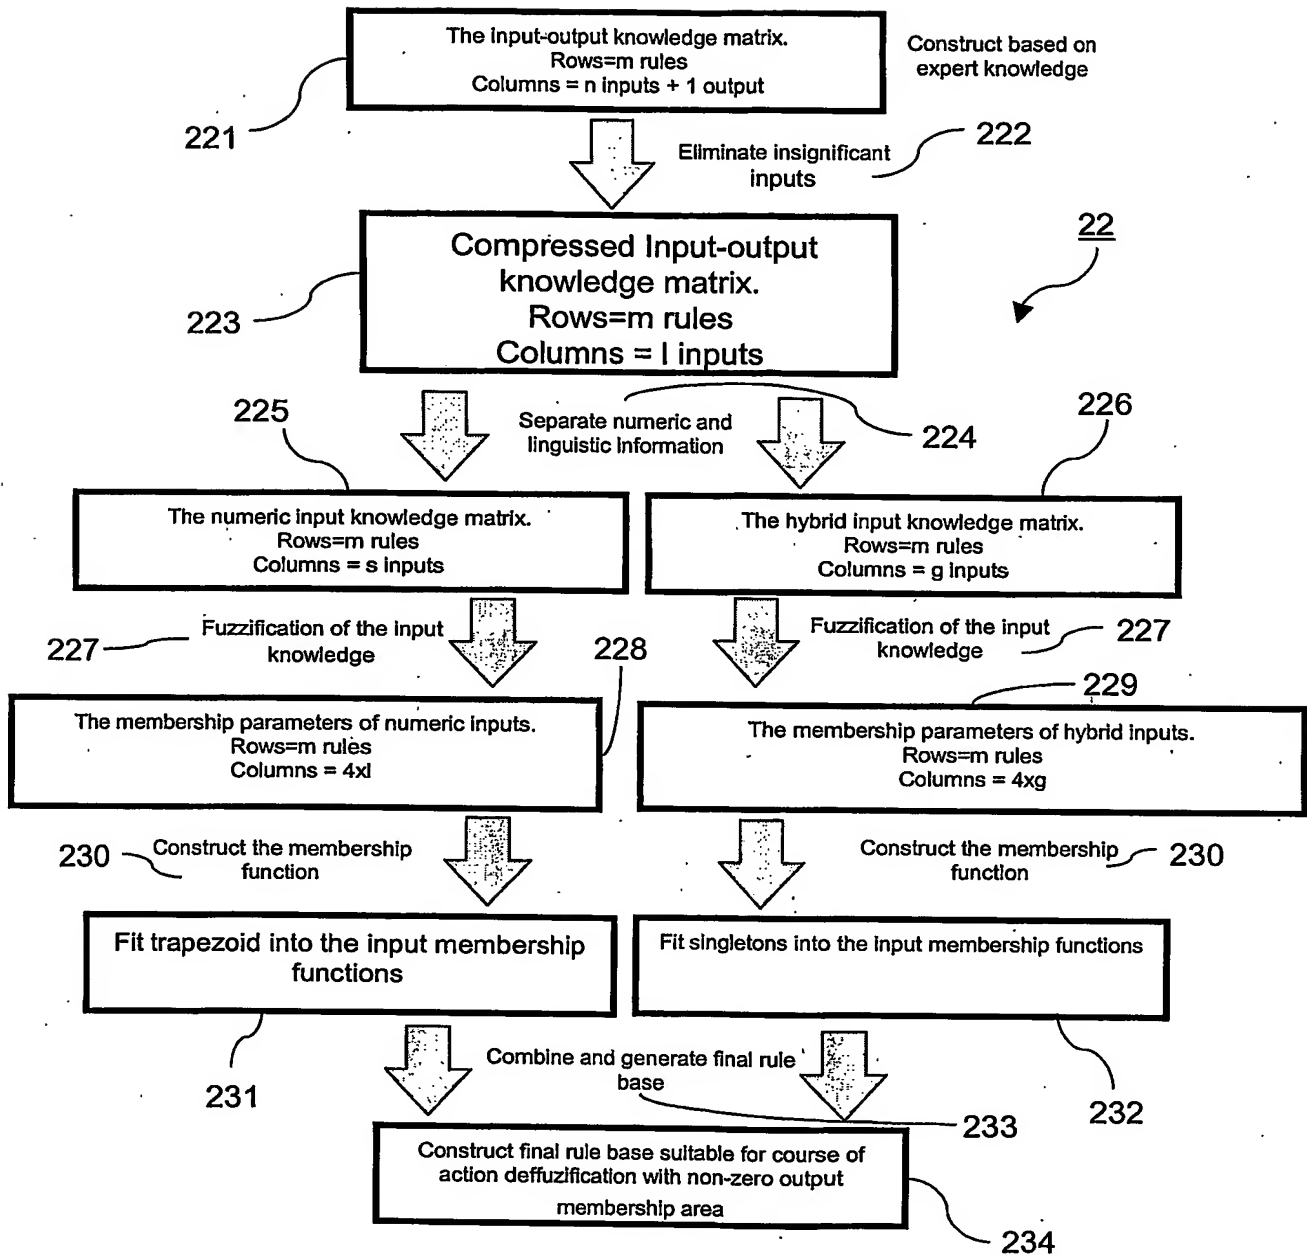 The input-output knowledge matrix.
Rows=m rules
Columns = n inputs + 1 output
Construct based on
expert knowledge
221
222
Eliminate insignificant
inputs
22
Compressed Input-output
knowledge matrix.
Rows=m rules
Columns = l inputs
223
225
226
Separate numeric and
linguistic Information
224
The numeric input knowledge matrix.
Rows=m rules
Columns = s inputs
The hybrid input knowledge matrix.
Rows=m rules
Columns = g inputs
227
Fuzzification of the input
knowledge
228
Fuzzification of the input
knowledge
227
229
The membership parameters of numeric inputs.
Rows=m rules
Columns = 4xl
The membership parameters of hybrid inputs.
Rows=m rules
Columns = 4xg
230
Construct the membership
function
Construct the membership
function
230
Fit trapezoid into the input membership
functions
Fit singletons into the input membership functions
231
Combine and generate final rule
base
232
233
Construct final rule base suitable for course of
action deffuzification with non-zero output
membership area
234